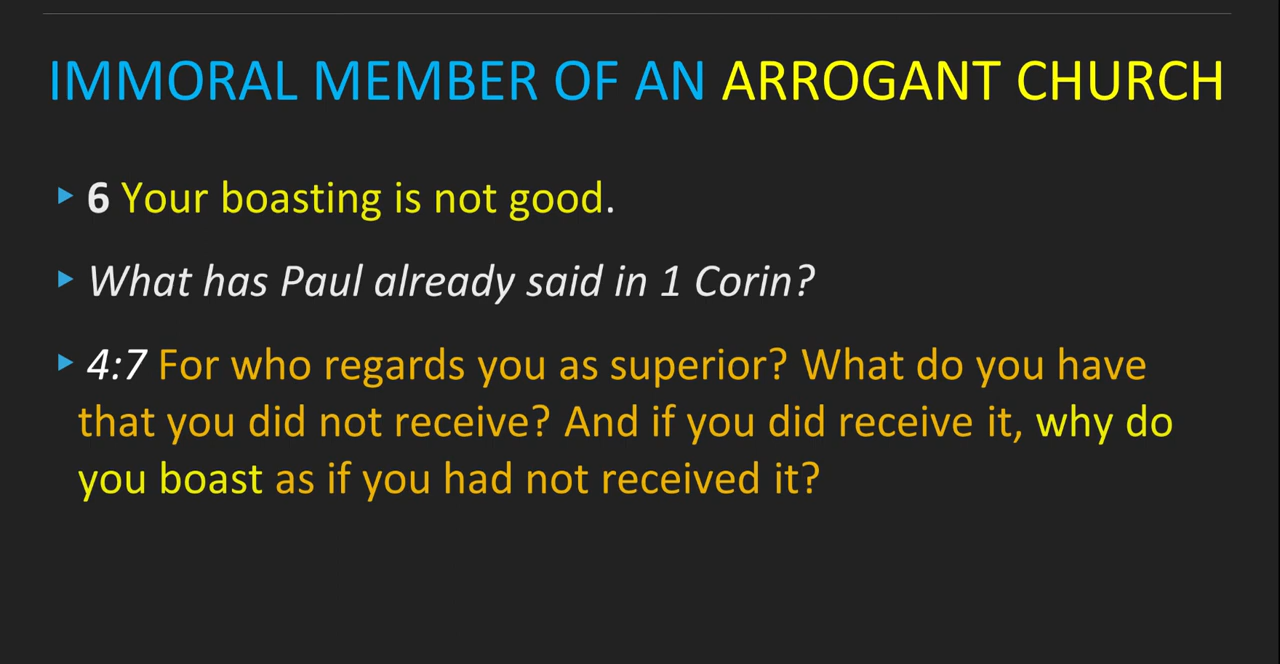 IMMORAL MEMBER OF AN ARROGANT CHURCH
6 Your boasting is not good.
What has Paul already said in 1 Corin?
4:7 For who regards you as superior? What do you have
that you did not receive? And if you did receive it, why do
you boast as if you had not received it?